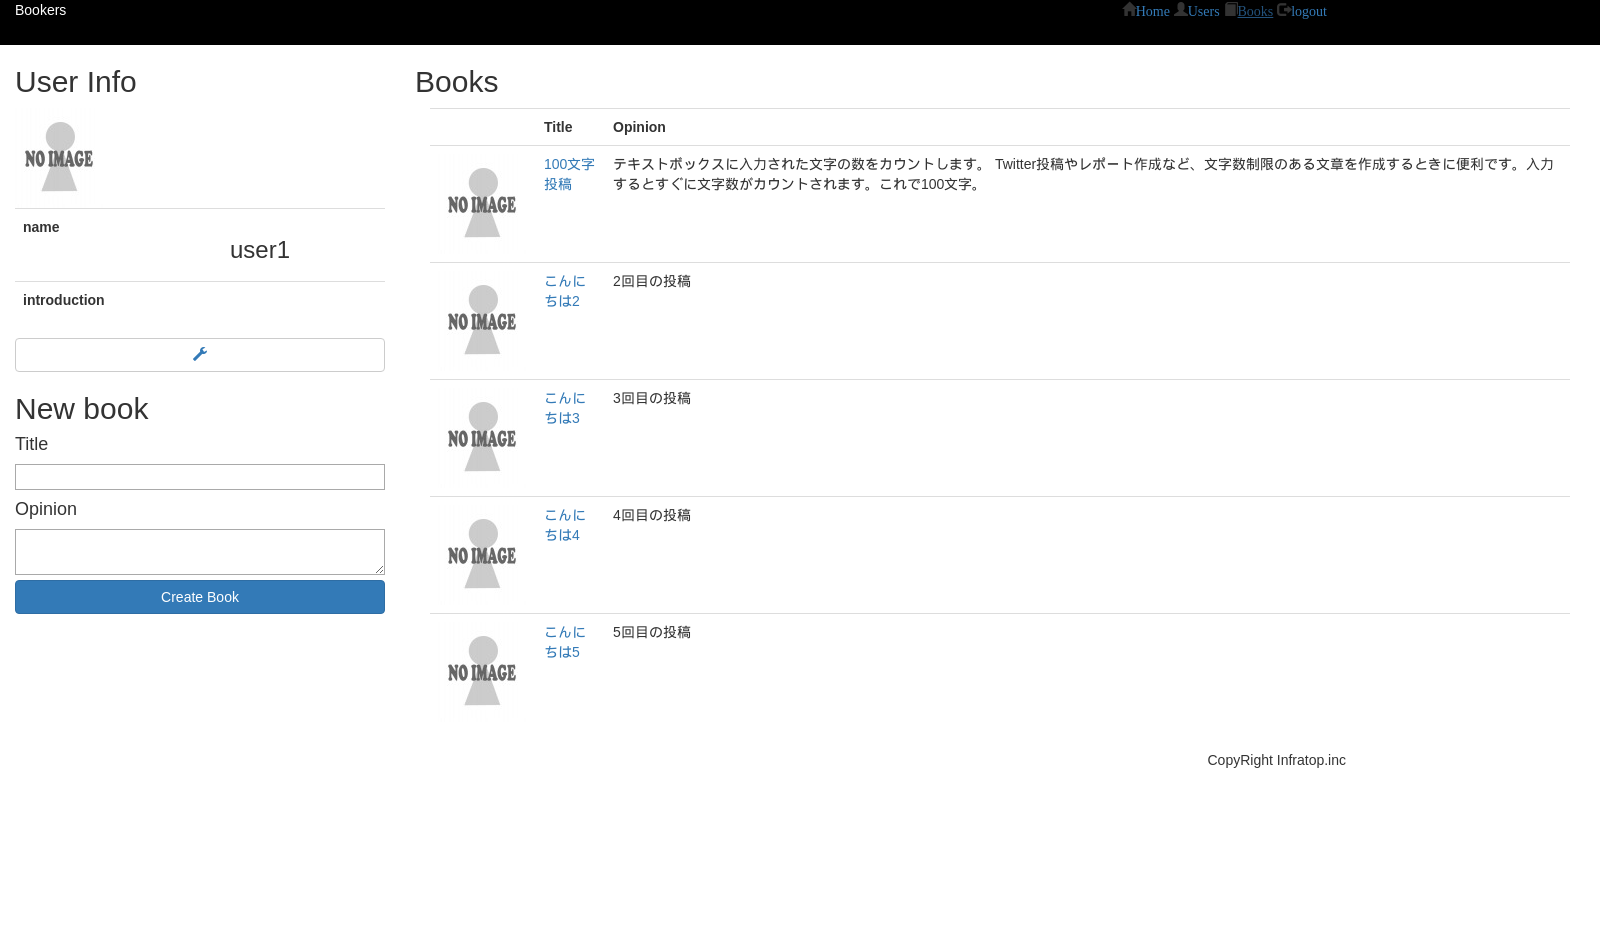 Bookers
Home Users Books logout
User Info
NO IMAGE
name
user1
introduction
New book
Title
Opinion
Create Book
Books
Title Opinion
NO IMAGE
100文字
投稿
テキストボックスに入力された文字の数をカウントします。 Twitter投稿やレポート作成など、文字数制限のある文章を作成するときに便利です。入力
するとすぐに文字数がカウントされます。これで100文字。
NO IMAGE
こんに
ちは2
2回目の投稿
NO IMAGE
こんに
ちは3
3回目の投稿
NO IMAGE
こんに
ちは4
4回目の投稿
NO IMAGE
こんに
ちは5
5回目の投稿
CopyRight Infratop.inc